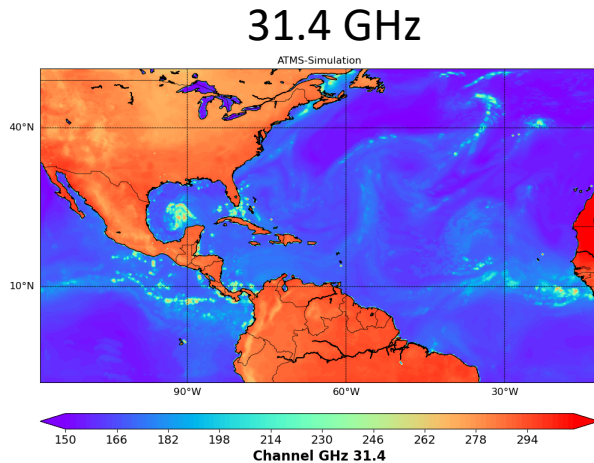 31.4 GHz
ATMS-Simulation
40°N
10°N
90°W 60°W 30°W
150 166 182 198 214 230 246 262 278 294
Channel GHz 31.4